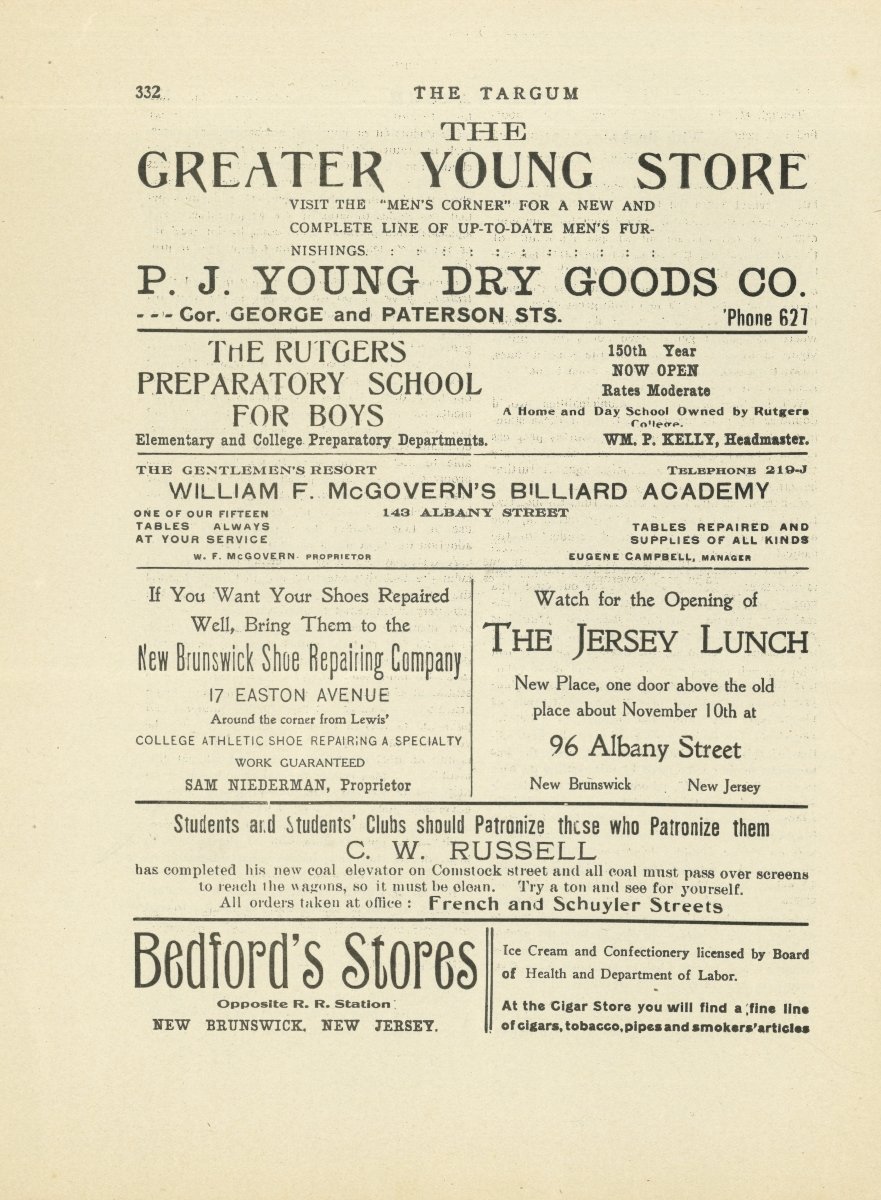 332
THE TARGUM
THE
GREATER YOUNG STORE
VISIT THE "MEN'S CORNER" FOR A NEW AND
COMPLETE LINE OF UP-TO-DATE MEN'S FUR-
NISHINGS. : : : : : : : : : : :
P. J. YOUNG DRY GOODS CO.
- - - Cor. GEORGE and PATERSON STS.
'Phone 627
THE RUTGERS
PREPARATORY SCHOOL
FOR BOYS
Elementary and College Preparatory Departments.
150th Year
NOW OPEN
Rates Moderate
A Home and Day School Owned by Rutgers
College.
WM. P. KELLY, Headmaster.
THE GENTLEMEN'S RESORT
TELEPHONE 219-J
WILLIAM F. McGOVERN'S BILLIARD ACADEMY
143 ALBANY STREET
ONE OF OUR FIFTEEN
TABLES ALWAYS
AT YOUR SERVICE
TABLES REPAIRED AND
SUPPLIES OF ALL KINDS
W. F. McGOVERN. PROPRIETOR
EUGENE CAMPBELL, MANAGER
If You Want Your Shoes Repaired
Well, Bring Them to the
New Brunswick Shoe Repairing Company
17 EASTON AVENUE
Around the corner from Lewis'
COLLEGE ATHLETIC SHOE REPAIRING A SPECIALTY
WORK GUARANTEED
SAM NIEDERMAN, Proprietor
Watch for the Opening of
THE JERSEY LUNCH
New Place, one door above the old
place about November 10th at
96 Albany Street
New Brunswick New Jersey
Students and Students' Clubs should Patronize those who Patronize them
C. W. RUSSELL
has completed his new coal elevator on Comstock street and all coal must pass over screens
to reach the wagons, so it must be clean. Try a ton and see for yourself.
All orders taken at office : French and Schuyler Streets
Bedford's Stores
Opposite R. R. Station
NEW BRUNSWICK, NEW JERSEY.
Ice Cream and Confectionery licensed by Board
of Health and Department of Labor.
At the Cigar Store you will find a fine line
of cigars, tobacco, pipes and smokers' articles